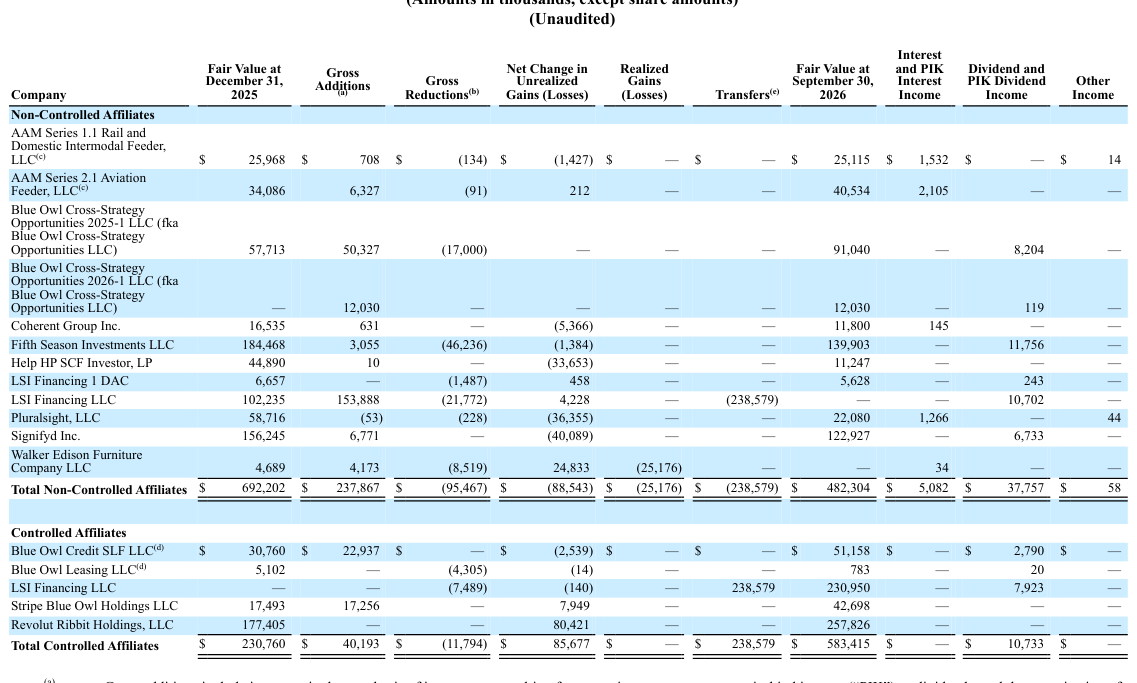 (Amounts in thousands, except share amounts)
(Unaudited)
Company Fair Value at December 31, 2025 Gross Additions(a) Gross Reductions(b) Net Change in Unrealized Gains (Losses) Realized Gains (Losses) Transfers(e) Fair Value at September 30, 2026 Interest and PIK Interest Income Dividend and PIK Dividend Income Other Income
Non-Controlled Affiliates
AAM Series 1.1 Rail and
Domestic Intermodal Feeder,
LLC(c) $ 25,968 $ 708 $ (134) $ (1,427) $ — $ — $ 25,115 $ 1,532 $ — $ 14
AAM Series 2.1 Aviation
Feeder, LLC(c) 34,086 6,327 (91) 212 — — 40,534 2,105 — —
Blue Owl Cross-Strategy
Opportunities 2025-1 LLC (fka
Blue Owl Cross-Strategy
Opportunities LLC) 57,713 50,327 (17,000) — — — 91,040 — 8,204 —
Blue Owl Cross-Strategy
Opportunities 2026-1 LLC (fka
Blue Owl Cross-Strategy
Opportunities LLC) — 12,030 — — — — 12,030 — 119 —
Coherent Group Inc. 16,535 631 — (5,366) — — 11,800 145 — —
Fifth Season Investments LLC 184,468 3,055 (46,236) (1,384) — — 139,903 — 11,756 —
Help HP SCF Investor, LP 44,890 10 — (33,653) — — 11,247 — — —
LSI Financing 1 DAC 6,657 — (1,487) 458 — — 5,628 — 243 —
LSI Financing LLC 102,235 153,888 (21,772) 4,228 — (238,579) — — 10,702 —
Pluralsight, LLC 58,716 (53) (228) (36,355) — — 22,080 1,266 — 44
Signifyd Inc. 156,245 6,771 — (40,089) — — 122,927 — 6,733 —
Walker Edison Furniture
Company LLC 4,689 4,173 (8,519) 24,833 (25,176) — — 34 — —
Total Non-Controlled Affiliates $ 692,202 $ 237,867 $ (95,467) $ (88,543) $ (25,176) $ (238,579) $ 482,304 $ 5,082 $ 37,757 $ 58
Controlled Affiliates
Blue Owl Credit SLF LLC(d) $ 30,760 $ 22,937 $ — $ (2,539) $ — $ — $ 51,158 $ — $ 2,790 $ —
Blue Owl Leasing LLC(d) 5,102 — (4,305) (14) — — 783 — 20 —
LSI Financing LLC — — (7,489) (140) — 238,579 230,950 — 7,923 —
Stripe Blue Owl Holdings LLC 17,493 17,256 — 7,949 — — 42,698 — — —
Revolut Ribbit Holdings, LLC 177,405 — — 80,421 — — 257,826 — — —
Total Controlled Affiliates $ 230,760 $ 40,193 $ (11,794) $ 85,677 $ — $ 238,579 $ 583,415 $ — $ 10,733 $ —
(a)